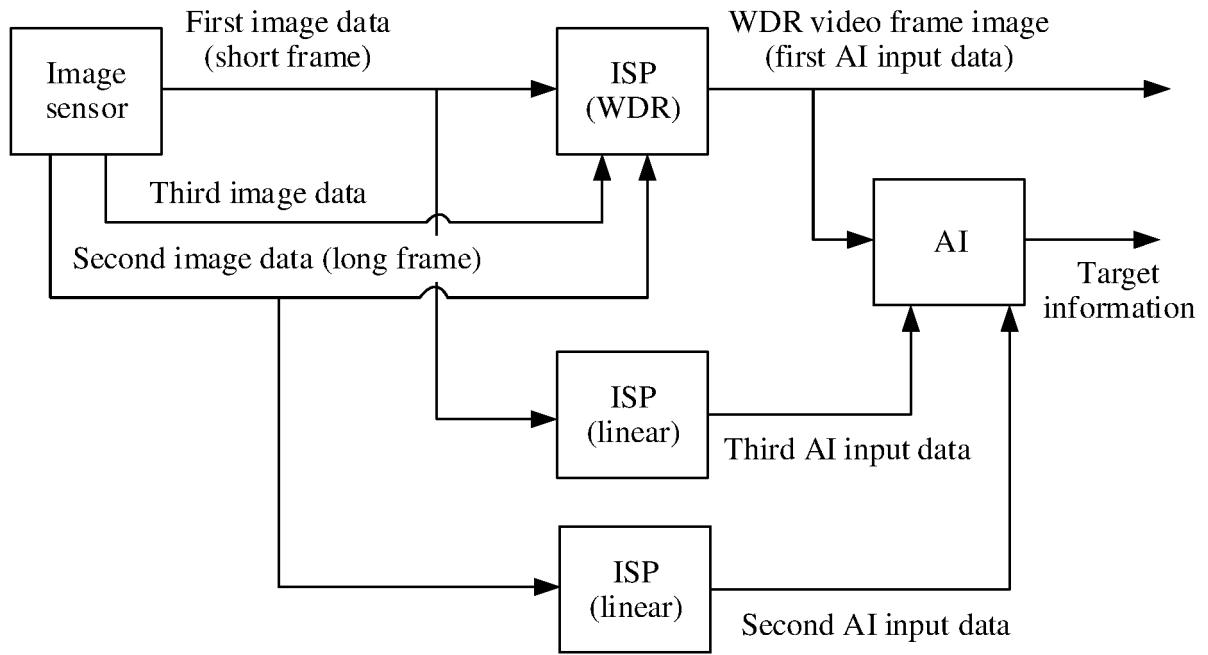 First image data
(short frame)
WDR video frame image
(first AI input data)
Image
sensor
ISP
(WDR)
Third image data
Second image data (long frame)
AI
Target
information
ISP
(linear)
Third AI input data
ISP
(linear)
Second AI input data